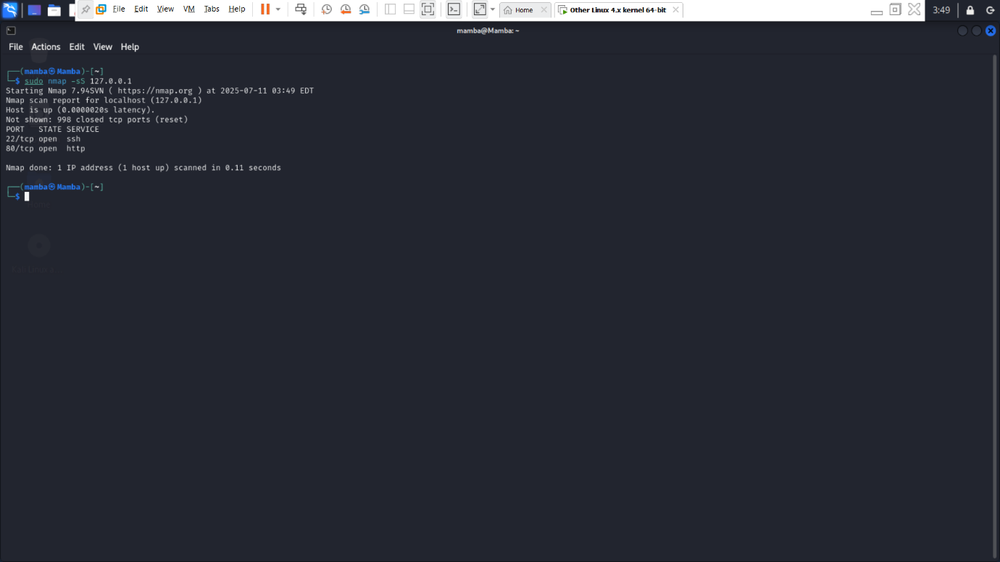 File Edit View VM Tabs Help Home Other Linux 4.x kernel 64-bit 3:49
mamba@Mamba: ~
File Actions Edit View Help
┌──(mamba㉿Mamba)-[~]
└─$ sudo nmap -sS 127.0.0.1
Starting Nmap 7.94SVN ( https://nmap.org ) at 2025-07-11 03:49 EDT
Nmap scan report for localhost (127.0.0.1)
Host is up (0.0000020s latency).
Not shown: 998 closed tcp ports (reset)
PORT   STATE SERVICE
22/tcp open  ssh
80/tcp open  http
Nmap done: 1 IP address (1 host up) scanned in 0.11 seconds
┌──(mamba㉿Mamba)-[~]
└─$
Home